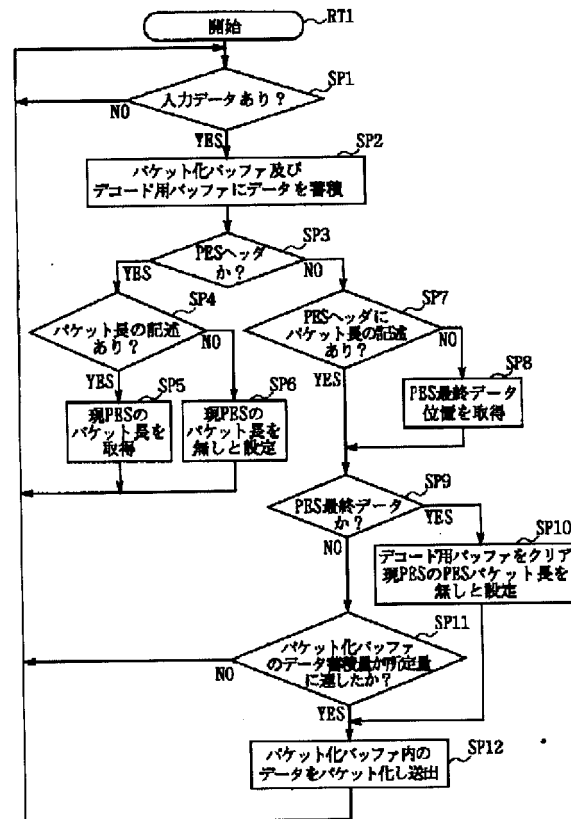 開始
RT1
SP1
入力データあり?
NO
YES
SP2
パケット化バッファ及び
デコード用バッファにデータを蓄積
SP3
PESヘッダ
か?
YES
NO
SP4
パケット長の記述
あり?
NO
YES
SP5
現PESの
パケット長を
取得
SP6
現PESの
パケット長を
無しと設定
SP7
PESヘッダに
パケット長の記述
あり?
NO
YES
SP8
PES最終データ
位置を取得
SP9
PES最終データ
か?
YES
NO
SP10
デコード用バッファをクリア
現PESのPESパケット長を
無しと設定
SP11
パケット化バッファ
のデータ蓄積量が所定量
に達したか?
NO
YES
SP12
パケット化バッファ内の
データをパケット化し送出